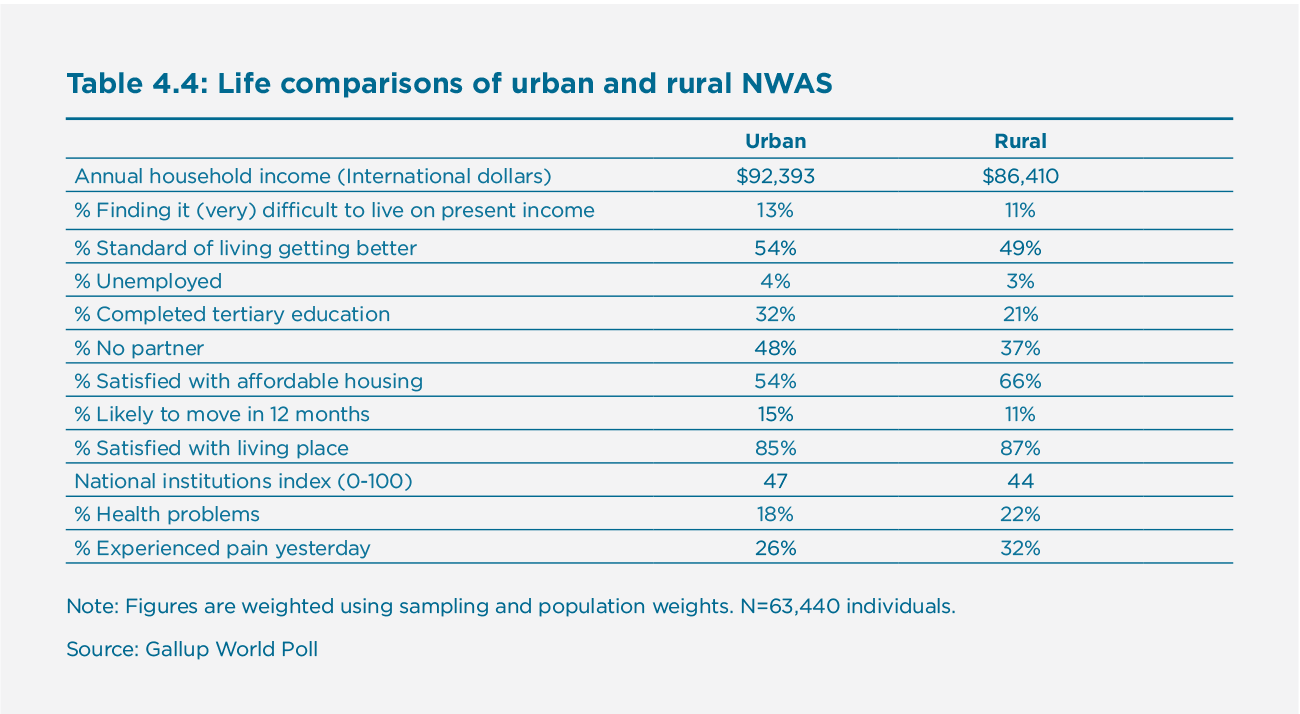 Table 4.4: Life comparisons of urban and rural NWAS
Urban Rural
Annual household income (International dollars) $92,393 $86,410
% Finding it (very) difficult to live on present income 13% 11%
% Standard of living getting better 54% 49%
% Unemployed 4% 3%
% Completed tertiary education 32% 21%
% No partner 48% 37%
% Satisfied with affordable housing 54% 66%
% Likely to move in 12 months 15% 11%
% Satisfied with living place 85% 87%
National institutions index (0-100) 47 44
% Health problems 18% 22%
% Experienced pain yesterday 26% 32%
Note: Figures are weighted using sampling and population weights. N=63,440 individuals.
Source: Gallup World Poll